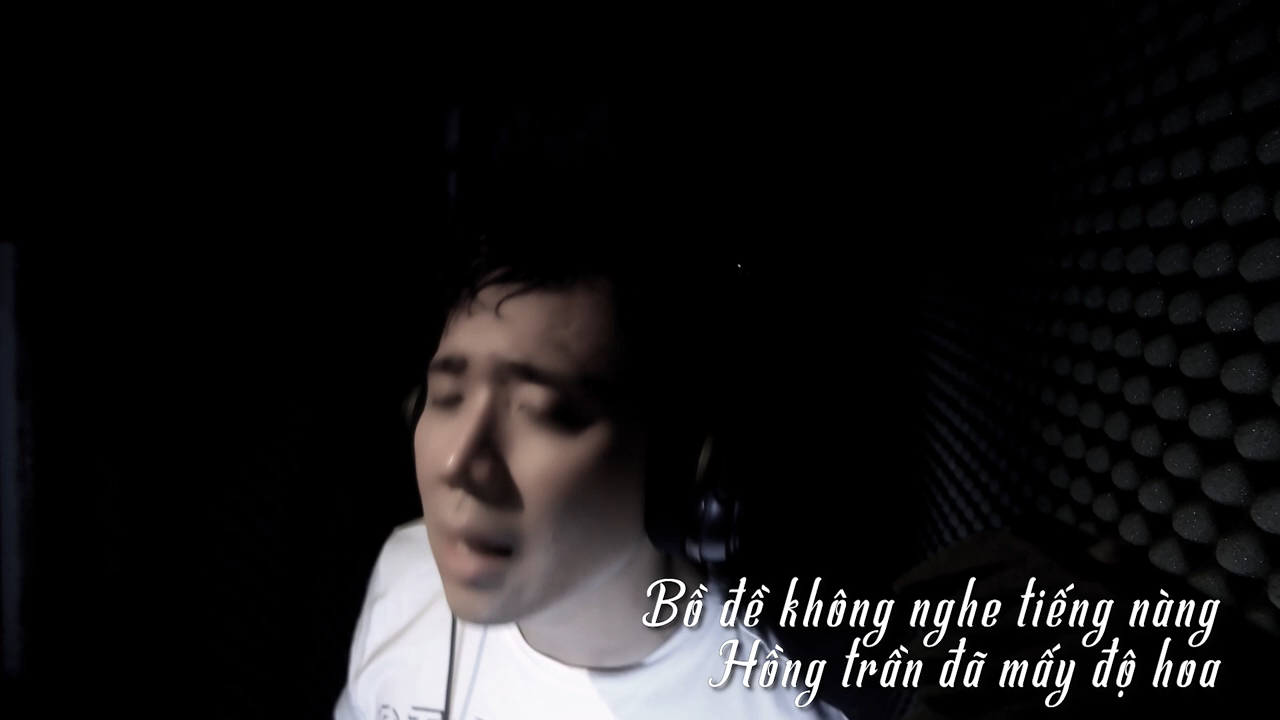 Bồ đề không nghe tiếng nàng
Hồng trần đã mấy độ hoa